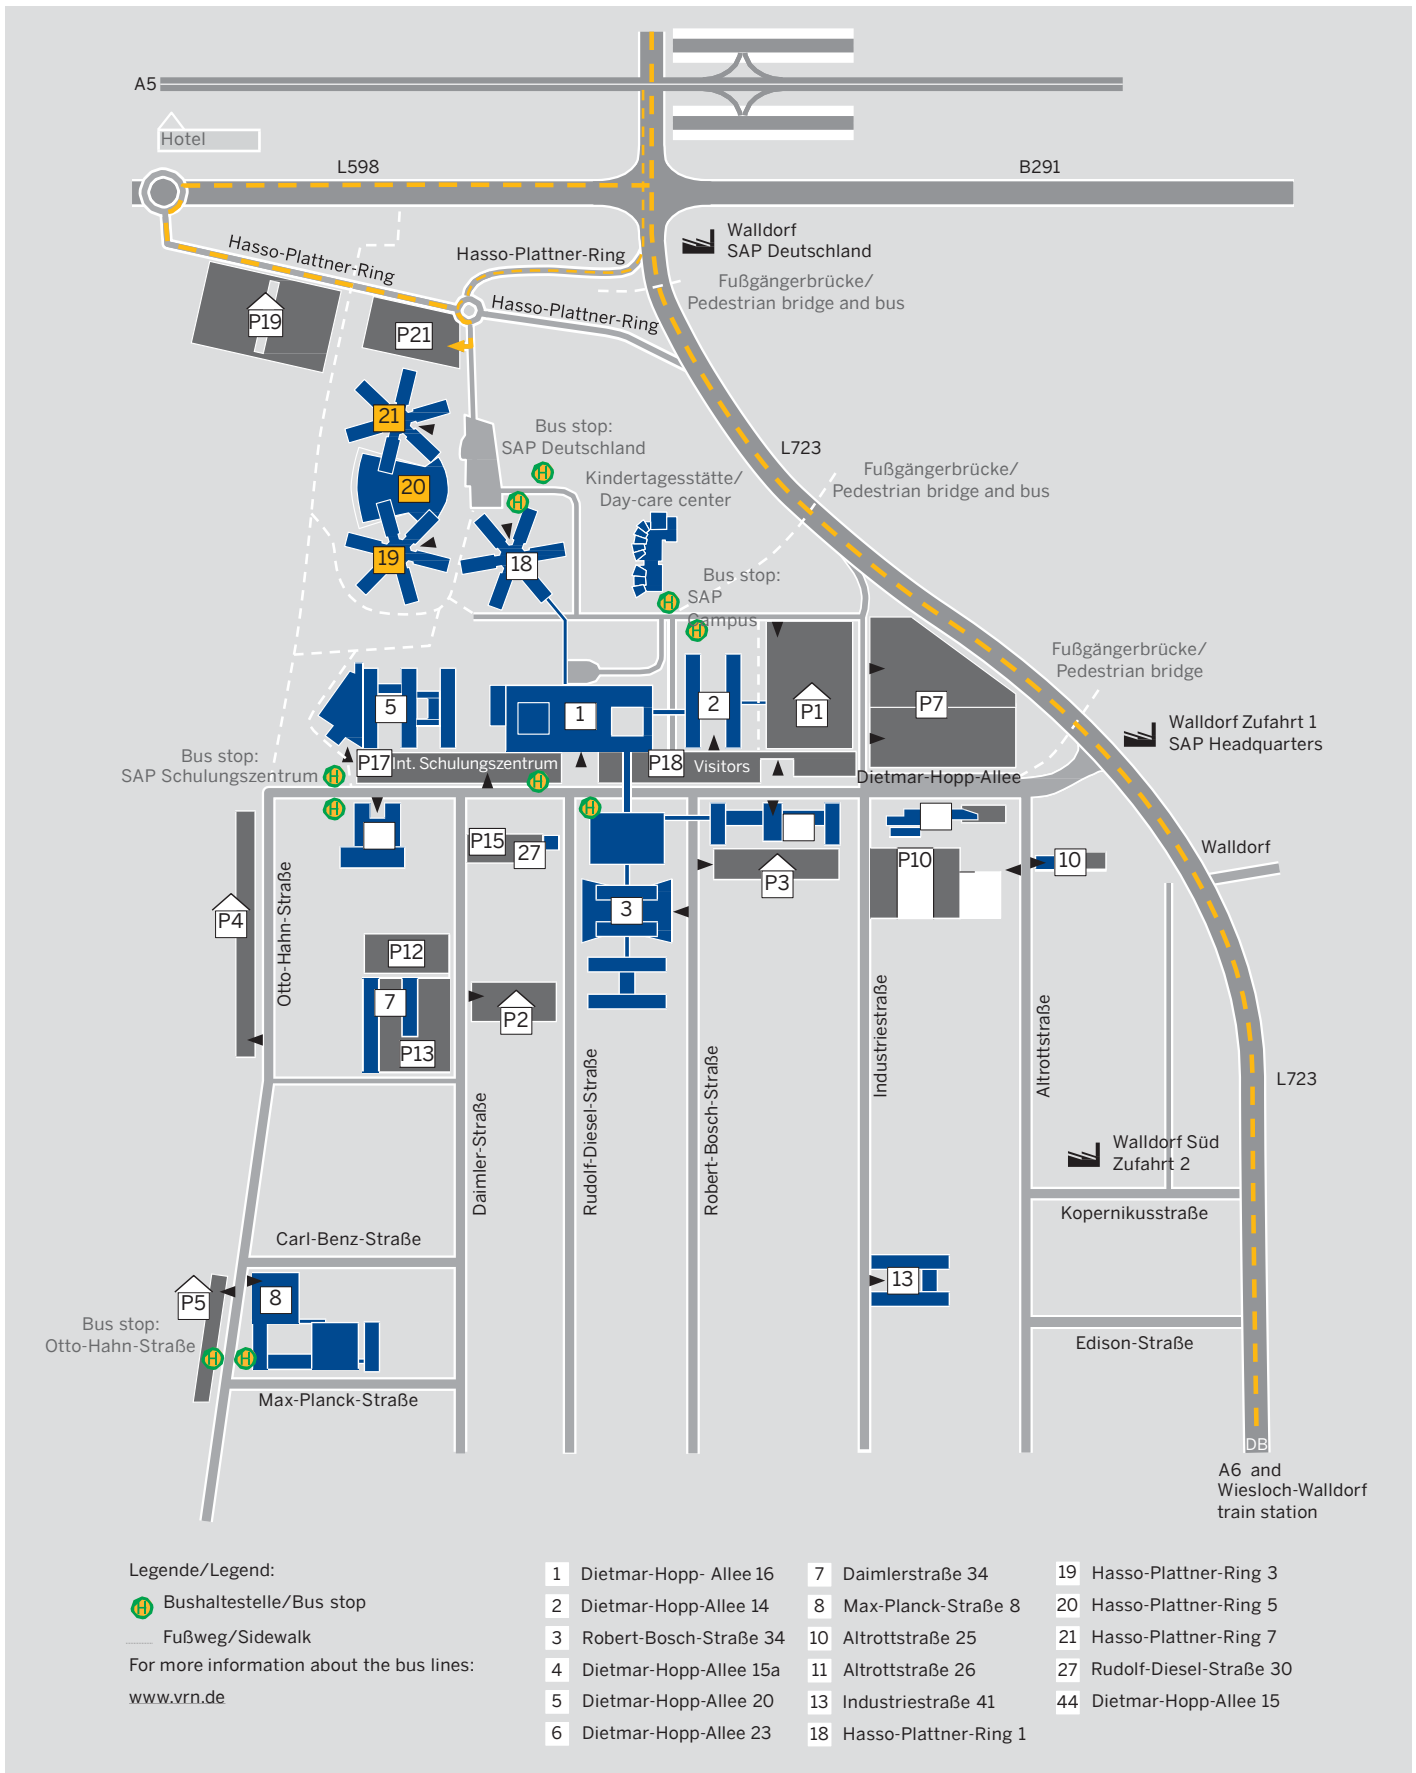 A5
Hotel
L598
B291
Walldorf
SAP Deutschland
Hasso-Plattner-Ring
Hasso-Plattner-Ring
Fußgängerbrücke/
Pedestrian bridge and bus
Hasso-Plattner-Ring
P19
P21
21
Bus stop:
SAP Deutschland
H
L723
Fußgängerbrücke/
Pedestrian bridge and bus
Kindertagesstätte/
Day-care center
20
H
19
18
Bus stop:
SAP
Campus
H
H
Fußgängerbrücke/
Pedestrian bridge
5
1
2
P1
P7
Walldorf Zufahrt 1
SAP Headquarters
Bus stop:
SAP Schulungszentrum
H
P17
Int. Schulungszentrum
H
P18
Visitors
Dietmar-Hopp-Allee
H
H
P15
27
P3
P10
10
Walldorf
P4
Otto-Hahn-Straße
3
P12
7
P13
P2
Daimler-Straße
Rudolf-Diesel-Straße
Robert-Bosch-Straße
Industriestraße
Altrottstraße
L723
Walldorf Süd
Zufahrt 2
Kopernikusstraße
Carl-Benz-Straße
13
P5
8
Bus stop:
Otto-Hahn-Straße
H
H
Edison-Straße
Max-Planck-Straße
DB
A6 and
Wiesloch-Walldorf
train station
Legende/Legend:
H Bushaltestelle/Bus stop
Fußweg/Sidewalk
For more information about the bus lines:
www.vrn.de
1 Dietmar-Hopp- Allee 16
2 Dietmar-Hopp-Allee 14
3 Robert-Bosch-Straße 34
4 Dietmar-Hopp-Allee 15a
5 Dietmar-Hopp-Allee 20
6 Dietmar-Hopp-Allee 23
7 Daimlerstraße 34
8 Max-Planck-Straße 8
10 Altrottstraße 25
11 Altrottstraße 26
13 Industriestraße 41
18 Hasso-Plattner-Ring 1
19 Hasso-Plattner-Ring 3
20 Hasso-Plattner-Ring 5
21 Hasso-Plattner-Ring 7
27 Rudolf-Diesel-Straße 30
44 Dietmar-Hopp-Allee 15